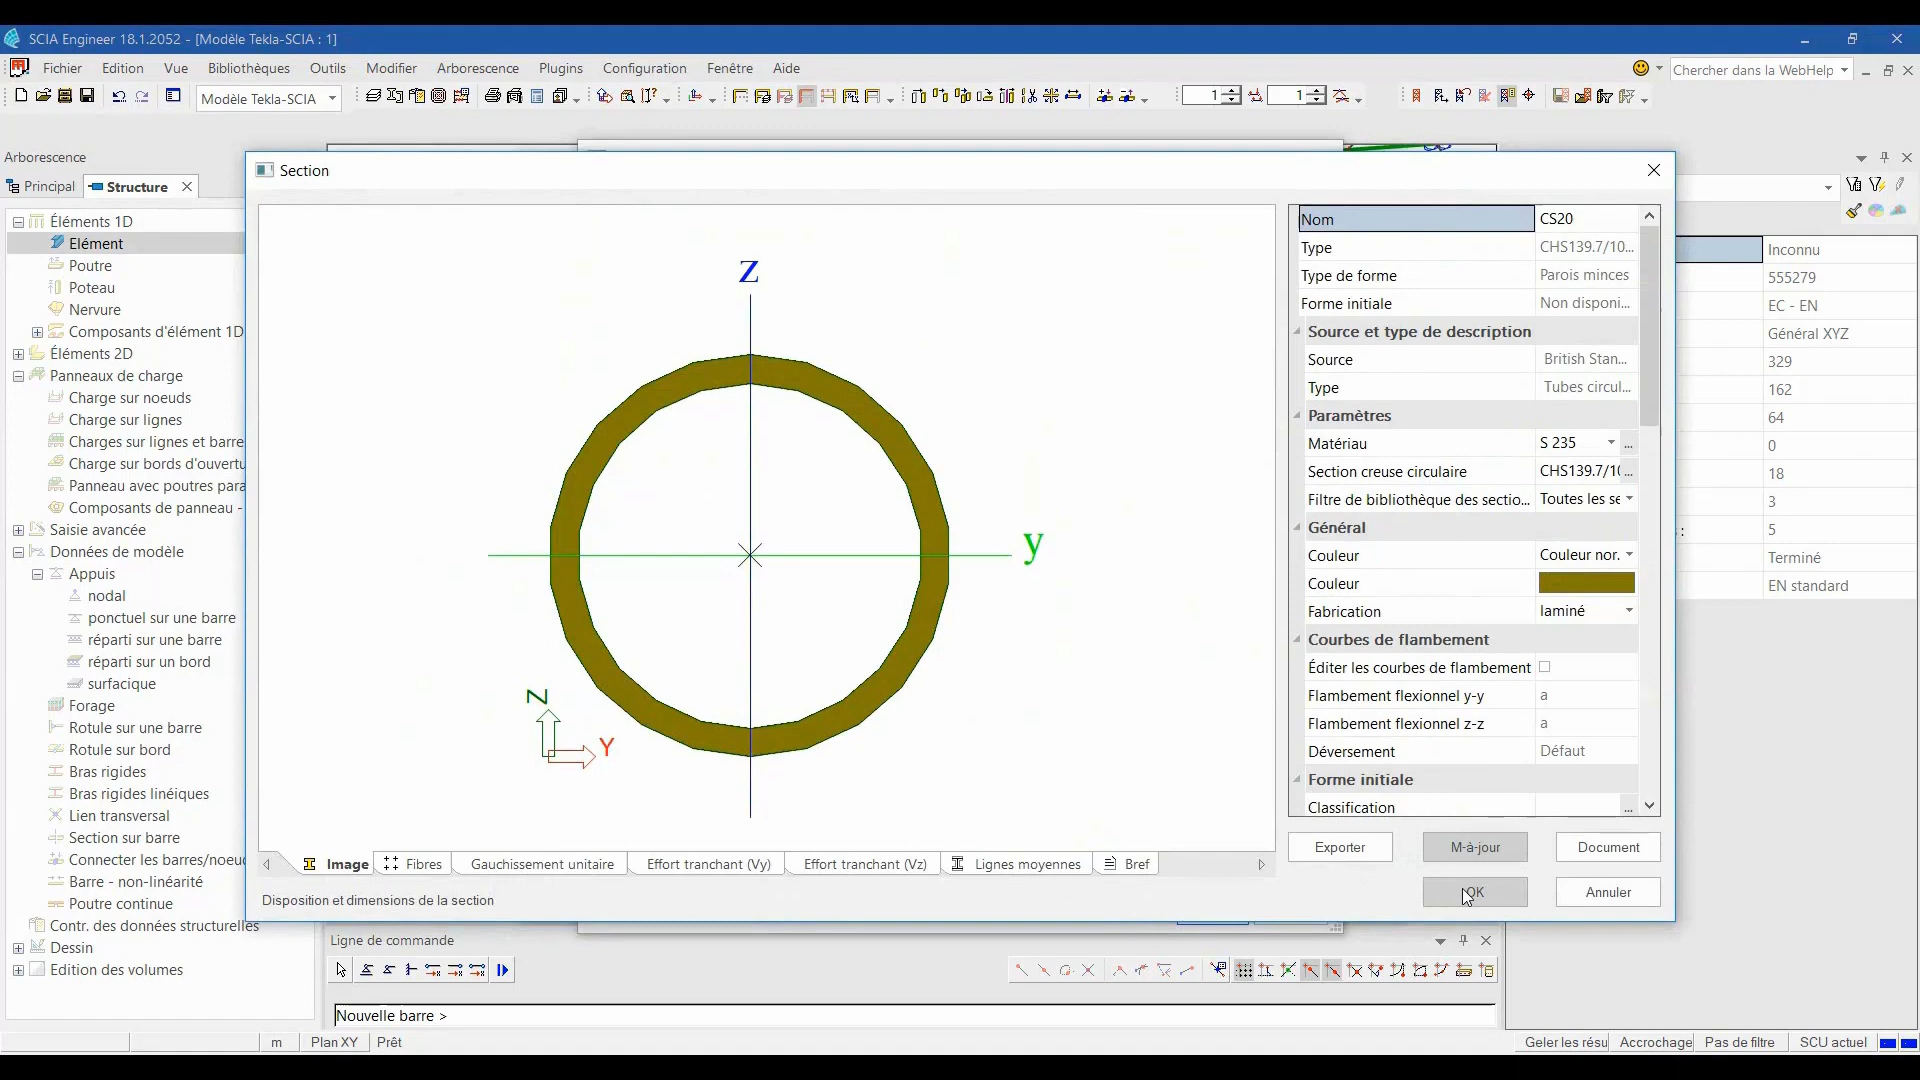 SCIA Engineer 18.1.2052 - [Modèle Tekla-SCIA : 1]
Fichier Edition Vue Bibliothèques Outils Modifier Arborescence Plugins Configuration Fenêtre Aide
Chercher dans la WebHelp
Modèle Tekla-SCIA
1 1
Arborescence
Principal Structure
Éléments 1D
Elément
Poutre
Poteau
Nervure
Composants d'élément 1D
Éléments 2D
Panneaux de charge
Charge sur noeuds
Charge sur lignes
Charges sur lignes et barre
Charge sur bords d'ouvertu
Panneau avec poutres para
Composants de panneau -
Saisie avancée
Données de modèle
Appuis
nodal
ponctuel sur une barre
réparti sur une barre
réparti sur un bord
surfacique
Forage
Rotule sur une barre
Rotule sur bord
Bras rigides
Bras rigides linéiques
Lien transversal
Section sur barre
Connecter les barres/noeu
Barre - non-linéarité
Poutre continue
Contr. des données structurelles
Dessin
Edition des volumes
Section
z
y
Z
Y
Image Fibres Gauchissement unitaire Effort tranchant (Vy) Effort tranchant (Vz) Lignes moyennes Bref
Disposition et dimensions de la section
Nom CS20
Type CHS139.7/10...
Type de forme Parois minces
Forme initiale Non disponi...
Source et type de description
Source British Stan...
Type Tubes circul...
Paramètres
Matériau S 235 ...
Section creuse circulaire CHS139.7/1( ...
Filtre de bibliothèque des sectio... Toutes les se
Général
Couleur Couleur nor.
Couleur
Fabrication laminé
Courbes de flambement
Éditer les courbes de flambement
Flambement flexionnel y-y a
Flambement flexionnel z-z a
Déversement Défaut
Forme initiale
Classification ...
Exporter M-à-jour Document
OK Annuler
Inconnu
555279
EC - EN
Général XYZ
329
162
64
0
18
3
: 5
Terminé
EN standard
Ligne de commande
Nouvelle barre >
m Plan XY Prêt
Geler les résu Accrochage Pas de filtre SCU actuel